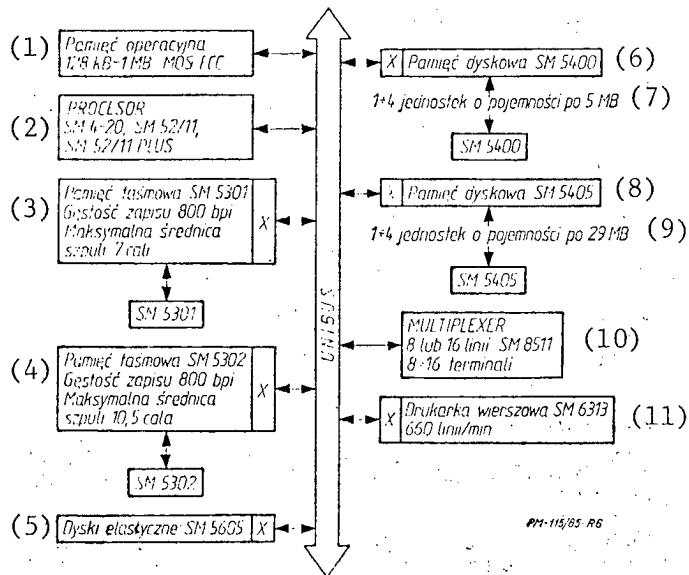 (1)
Pamięć operacyjna
128 kB÷1 MB MOS ECC
(2)
PROCESOR
SM 4-20, SM 52/11,
SM 52/11 PLUS
(3)
Pamięć taśmowa SM 5301
Gęstość zapisu 800 bpi
Maksymalna średnica
szpuli 7 cali
X
SM 5301
(4)
Pamięć taśmowa SM 5302
Gęstość zapisu 800 bpi
Maksymalna średnica
szpuli 10,5 cala
X
SM 5302
(5)
Dyski elastyczne SM 5605
X
UNIBUS
X
Pamięć dyskowa SM 5400
(6)
1÷4 jednostek o pojemności po 5 MB
(7)
SM 5400
Pamięć dyskowa SM 5405
(8)
1÷4 jednostek o pojemności po 29 MB
(9)
SM 5405
MULTIPLEXER
8 lub 16 linii SM 8511
8÷16 terminali
(10)
X
Drukarka wierszowa SM 6313
660 linii/min
(11)
PM-115/85-R6